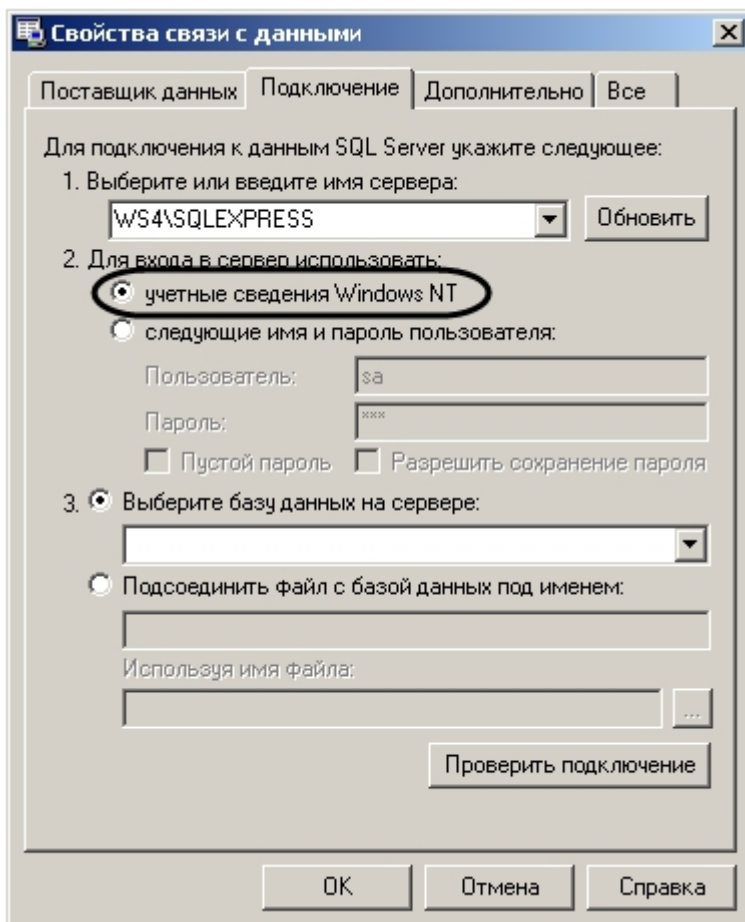 Свойства связи с данными
Поставщик данных Подключение Дополнительно Все
Для подключения к данным SQL Server укажите следующее:
1. Выберите или введите имя сервера:
WS4\SQLEXPRESS Обновить
2. Для входа в сервер использовать:
учетные сведения Windows NT
следующие имя и пароль пользователя:
Пользователь: sa
Пароль: ***
Пустой пароль Разрешить сохранение пароля
3. Выберите базу данных на сервере:
Подсоединить файл с базой данных под именем:
Используя имя файла:
...
Проверить подключение
OK Отмена Справка